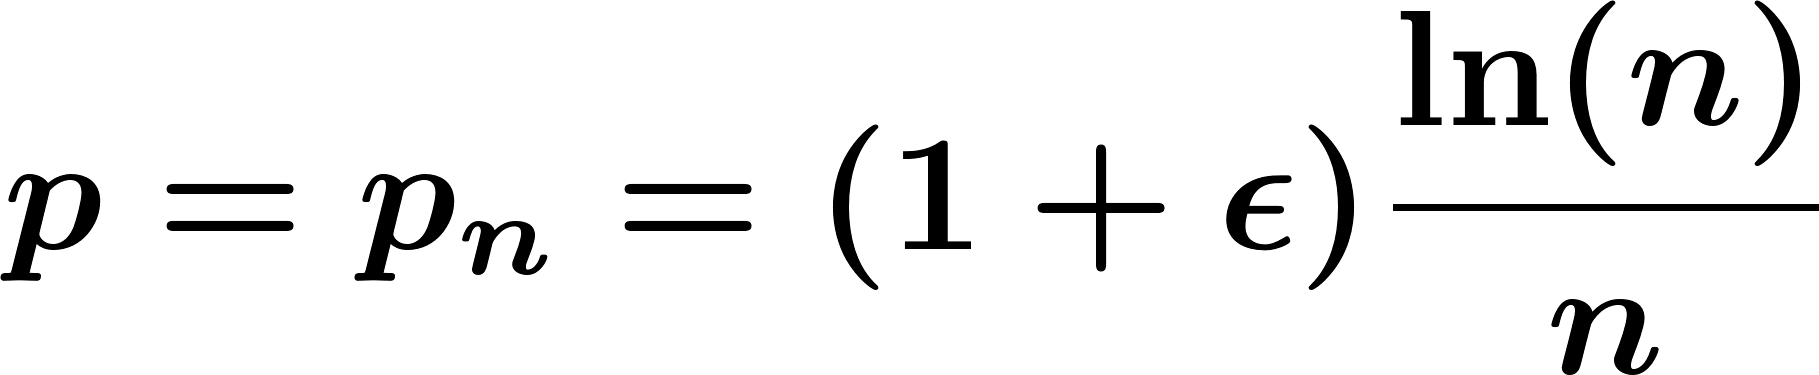 p = p_n = (1 + ϵ) ln(n)/n